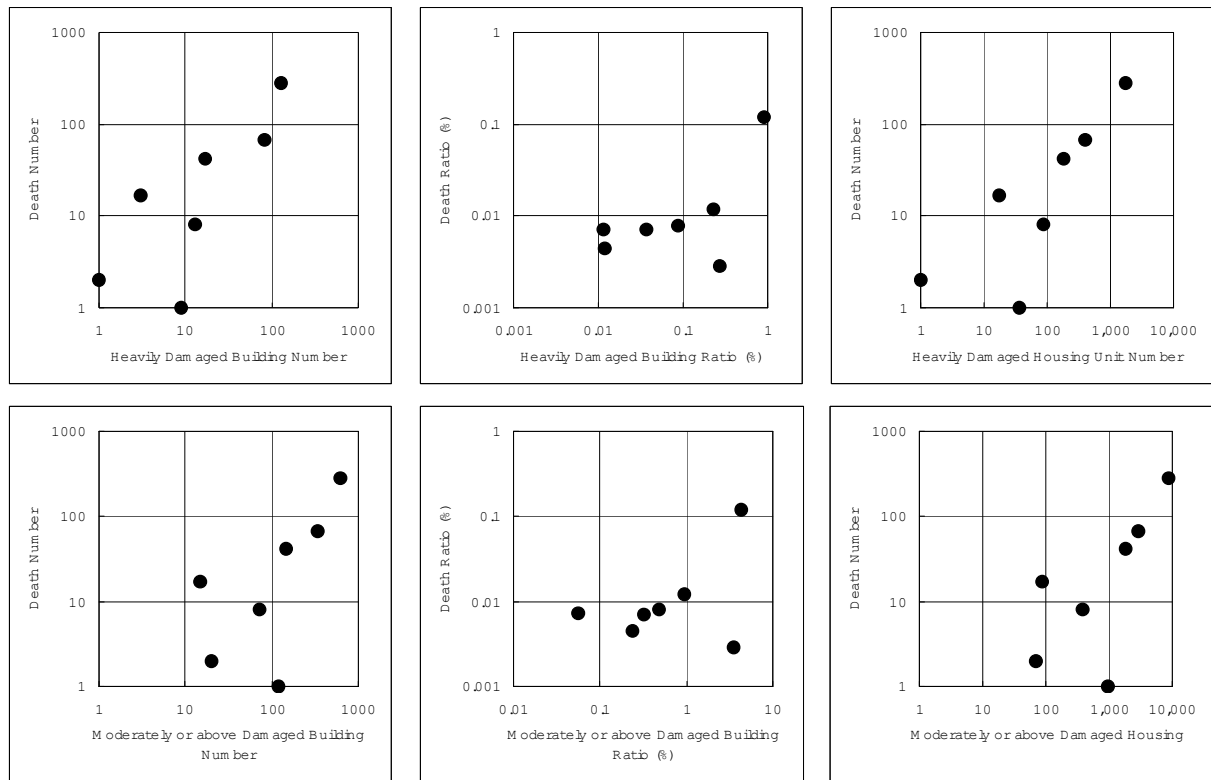 Death Number
1000
100
10
1
1 10 100 1000
Heavily Damaged Building Number
Death Ratio (%)
1
0.1
0.01
0.001
0.001 0.01 0.1 1
Heavily Damaged Building Ratio (%)
Death Number
1000
100
10
1
1 10 100 1,000 10,000
Heavily Damaged Housing Unit Number
Death Number
1000
100
10
1
1 10 100 1000
Moderately or above Damaged Building
Number
Death Ratio (%)
1
0.1
0.01
0.001
0.01 0.1 1 10
Moderately or above Damaged Building
Ratio (%)
Death Number
1000
100
10
1
1 10 100 1,000 10,000
Moderately or above Damaged Housing